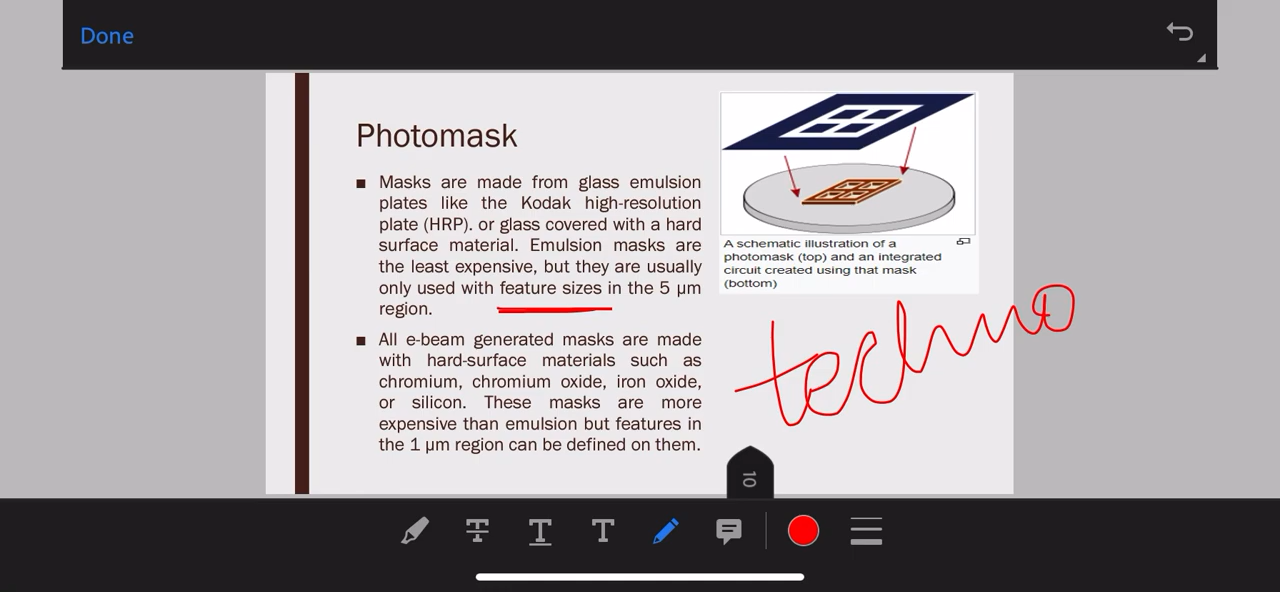 Done
Photomask
■ Masks are made from glass emulsion
plates like the Kodak high-resolution
plate (HRP). or glass covered with a hard
surface material. Emulsion masks are
the least expensive, but they are usually
only used with feature sizes in the 5 µm
region.
■ All e-beam generated masks are made
with hard-surface materials such as
chromium, chromium oxide, iron oxide,
or silicon. These masks are more
expensive than emulsion but features in
the 1 µm region can be defined on them.
A schematic illustration of a
photomask (top) and an integrated
circuit created using that mask
(bottom)
techno
10